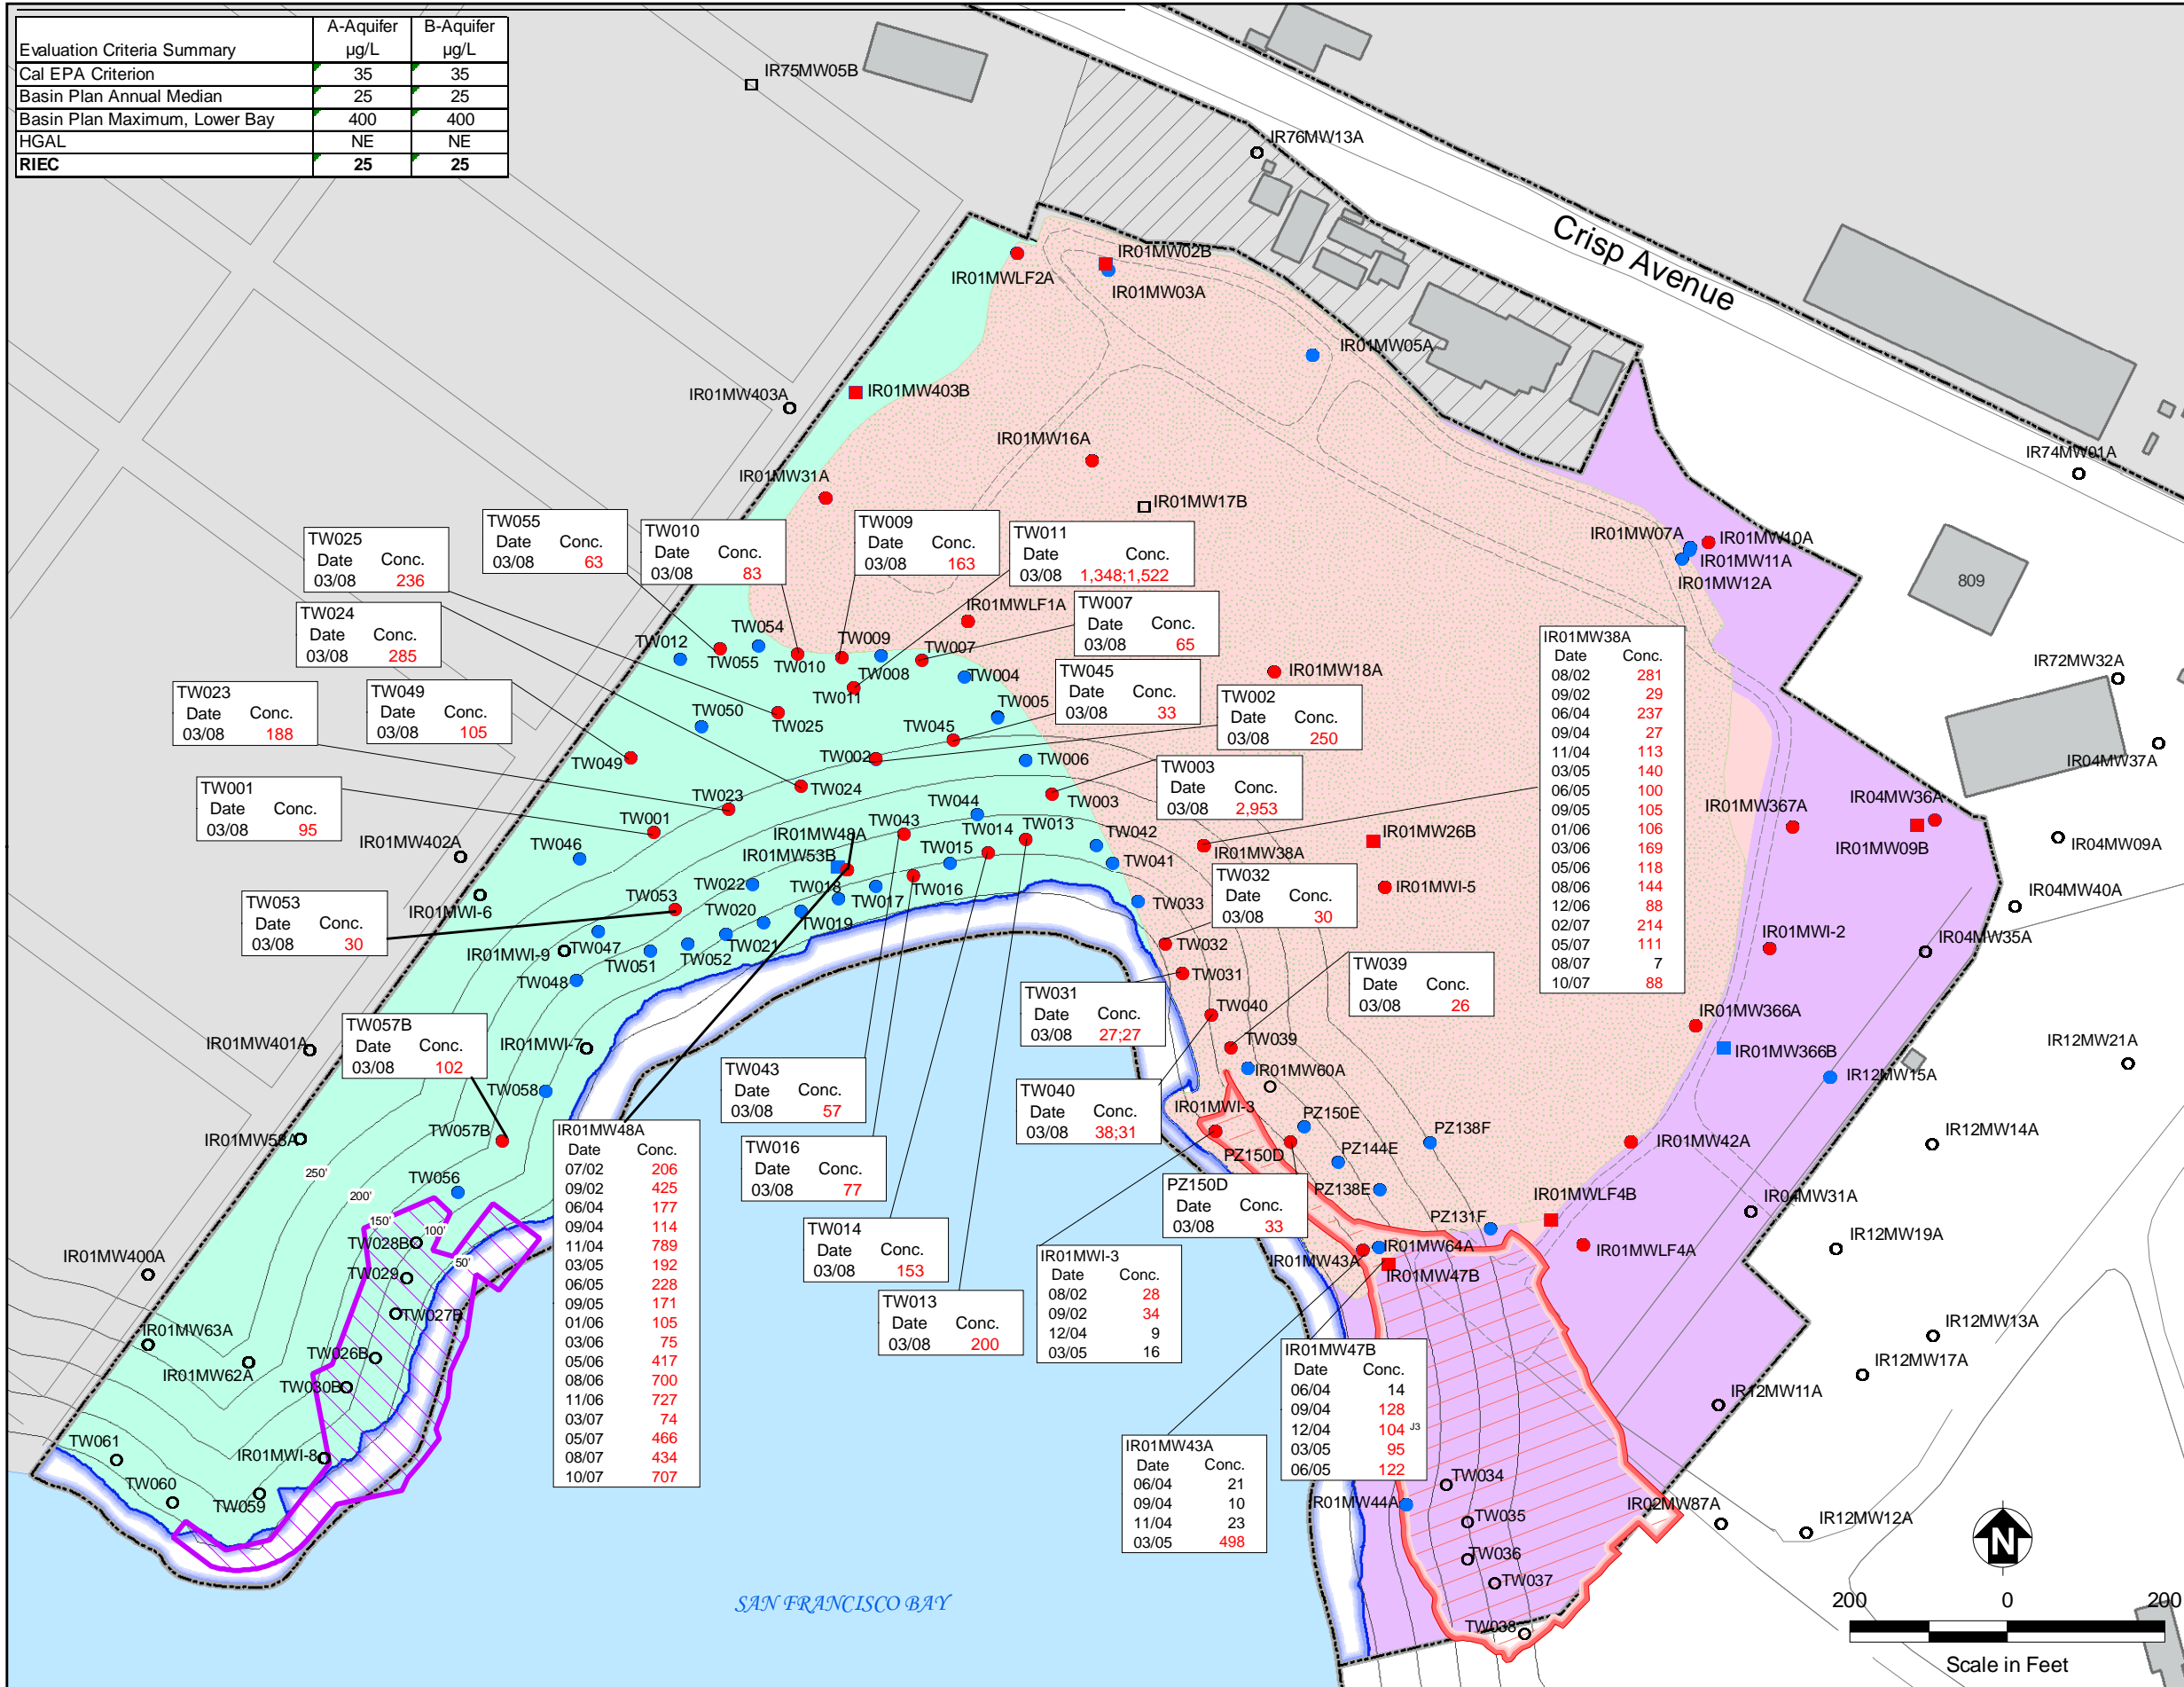 Evaluation Criteria Summary A-Aquifer µg/L B-Aquifer µg/L
Cal EPA Criterion 35 35
Basin Plan Annual Median 25 25
Basin Plan Maximum, Lower Bay 400 400
HGAL NE NE
RIEC 25 25
IR75MW05B
IR76MW13A
Crisp Avenue
IR01MW02B
IR01MWLF2A
IR01MW03A
IR01MW05A
IR01MW403A
IR01MW403B
IR01MW16A
IR74MW01A
IR01MW31A
IR01MW17B
IR01MW07A
IR01MW10A
IR01MW11A
IR01MW12A
809
TW025
Date Conc.
03/08 236
TW055
Date Conc.
03/08 63
TW010
Date Conc.
03/08 83
TW009
Date Conc.
03/08 163
TW011
Date Conc.
03/08 1,348;1,522
TW024
Date Conc.
03/08 285
IR01MWLF1A
TW007
Date Conc.
03/08 65
TW012
TW054
TW055
TW010
TW009
TW008
TW007
TW011
TW004
IR01MW18A
IR72MW32A
TW023
Date Conc.
03/08 188
TW049
Date Conc.
03/08 105
TW045
Date Conc.
03/08 33
TW002
Date Conc.
03/08 250
IR01MW38A
Date Conc.
08/02 281
09/02 29
06/04 237
09/04 27
11/04 113
03/05 140
06/05 100
09/05 105
01/06 106
03/06 169
05/06 118
08/06 144
12/06 88
02/07 214
05/07 111
08/07 7
10/07 88
TW050
TW025
TW005
TW045
TW049
TW002
TW006
IR04MW37A
TW001
Date Conc.
03/08 95
TW024
TW023
TW003
TW003
Date Conc.
03/08 2,953
IR01MW367A
IR04MW36A
IR01MW09B
IR04MW09A
TW001
TW044
TW043
TW014
TW013
IR01MW48A
IR01MW53B
TW015
TW042
TW041
IR01MW38A
IR01MW26B
IR01MW402A
TW046
TW022
TW018
TW016
TW017
TW032
Date Conc.
03/08 30
IR01MWI-5
IR04MW40A
IR01MWI-6
TW053
TW020
TW019
TW033
TW053
Date Conc.
03/08 30
TW047
TW021
TW052
TW051
IR01MWI-9
TW048
TW032
TW031
IR01MWI-2
IR04MW35A
TW039
Date Conc.
03/08 26
TW031
Date Conc.
03/08 27;27
TW040
IR01MW366A
IR01MW401A
TW057B
Date Conc.
03/08 102
IR01MWI-7
TW039
IR01MW366B
IR12MW21A
IR12MW15A
TW043
Date Conc.
03/08 57
TW040
Date Conc.
03/08 38;31
IR01MW60A
TW058
IR01MWI-3
PZ150E
PZ138F
IR01MW58A
TW057B
IR01MW48A
Date Conc.
07/02 206
09/02 425
06/04 177
09/04 114
11/04 789
03/05 192
06/05 228
09/05 171
01/06 105
03/06 75
05/06 417
08/06 700
11/06 727
03/07 74
05/07 466
08/07 434
10/07 707
TW016
Date Conc.
03/08 77
PZ150D
PZ144E
IR01MW42A
IR12MW14A
250'
200'
150'
100'
50'
TW056
PZ150D
Date Conc.
03/08 33
PZ138E
PZ131F
IR01MWLF4B
IR04MW31A
TW014
Date Conc.
03/08 153
TW028B
IR01MW64A
IR01MW43A
IR01MW47B
IR01MWLF4A
IR12MW19A
IR01MW400A
TW029
IR01MWI-3
Date Conc.
08/02 28
09/02 34
12/04 9
03/05 16
TW013
Date Conc.
03/08 200
TW027B
IR01MW63A
IR01MW47B
Date Conc.
06/04 14
09/04 128
12/04 104 J3
03/05 95
06/05 122
IR12MW13A
TW026B
IR01MW62A
IR12MW17A
TW030B
IR12MW11A
IR01MW43A
Date Conc.
06/04 21
09/04 10
11/04 23
03/05 498
TW061
IR01MWI-8
TW034
TW060
TW059
IR01MW44A
TW035
IR02MW87A
IR12MW12A
TW036
TW037
TW038
N
SAN FRANCISCO BAY
200 0 200
Scale in Feet